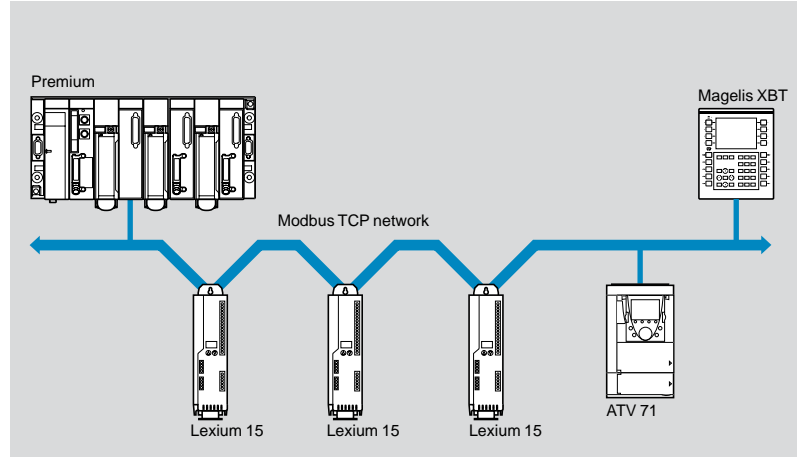 Premium
Magelis XBT
Modbus TCP network
ATV 71
Lexium 15
Lexium 15
Lexium 15